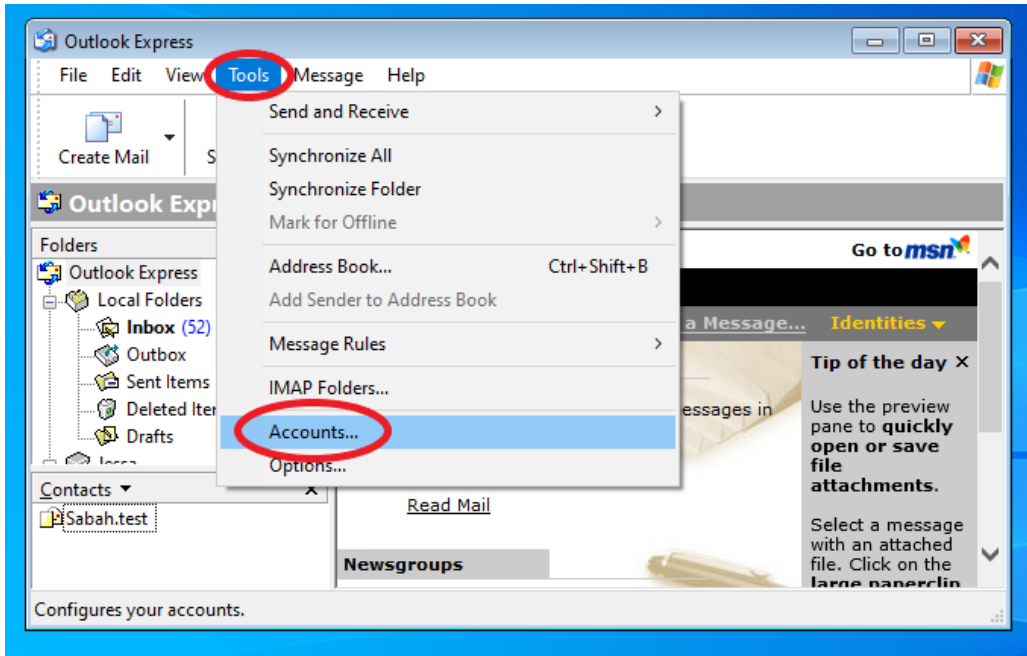 Outlook Express
File Edit View Tools Message Help
Create Mail
S
Outlook Exp
Send and Receive
Synchronize All
Synchronize Folder
Mark for Offline
Address Book... Ctrl+Shift+B
Add Sender to Address Book
Message Rules
IMAP Folders...
Accounts...
Options...
Folders
Outlook Express
Local Folders
Inbox (52)
Outbox
Sent Items
Deleted Iter
Drafts
Contacts
Sabah.test
Go to msn
a Message... Identities
essages in
Read Mail
Newsgroups
Tip of the day X
Use the preview
pane to quickly
open or save
file
attachments.
Select a message
with an attached
file. Click on the
large paperclip
Configures your accounts.